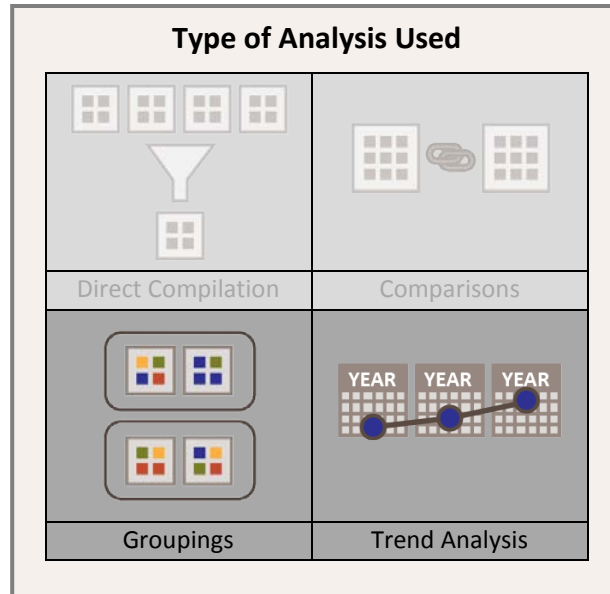 Type of Analysis Used
Direct Compilation
Comparisons
YEAR
YEAR
YEAR
Groupings
Trend Analysis